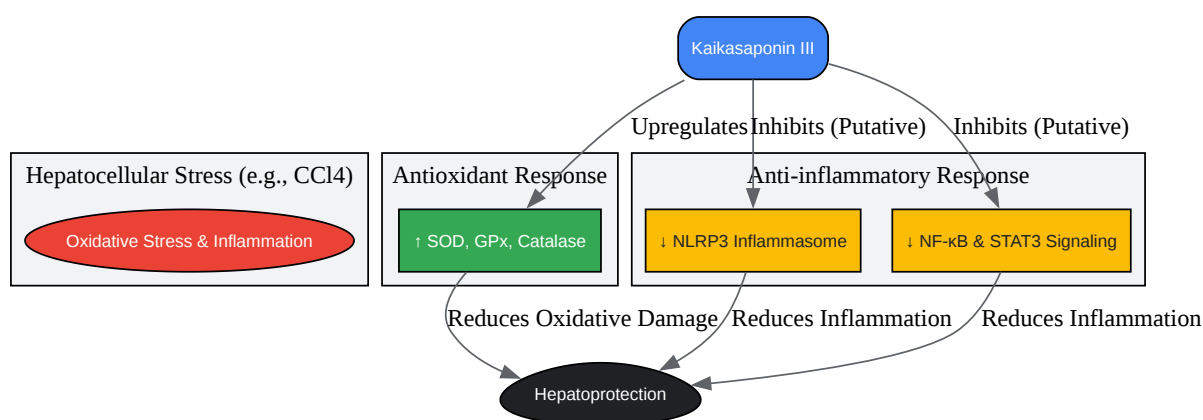 Kaikasaponin III
Upregulates
Inhibits (Putative)
Inhibits (Putative)
Hepatocellular Stress (e.g., CCl4)
Antioxidant Response
Anti-inflammatory Response
Oxidative Stress & Inflammation
↑ SOD, GPx, Catalase
↓ NLRP3 Inflammasome
↓ NF-κB & STAT3 Signaling
Reduces Oxidative Damage
Reduces Inflammation
Reduces Inflammation
Hepatoprotection